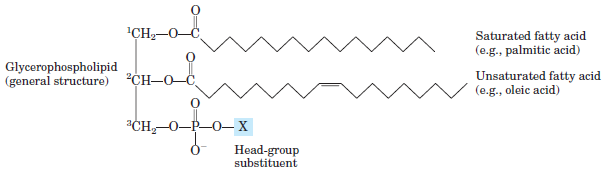 O
¹CH₂—O—C
Saturated fatty acid
(e.g., palmitic acid)
Glycerophospholipid
(general structure)
O
²CH—O—C
Unsaturated fatty acid
(e.g., oleic acid)
O
³CH₂—O—P—O—X
O⁻
Head-group
substituent